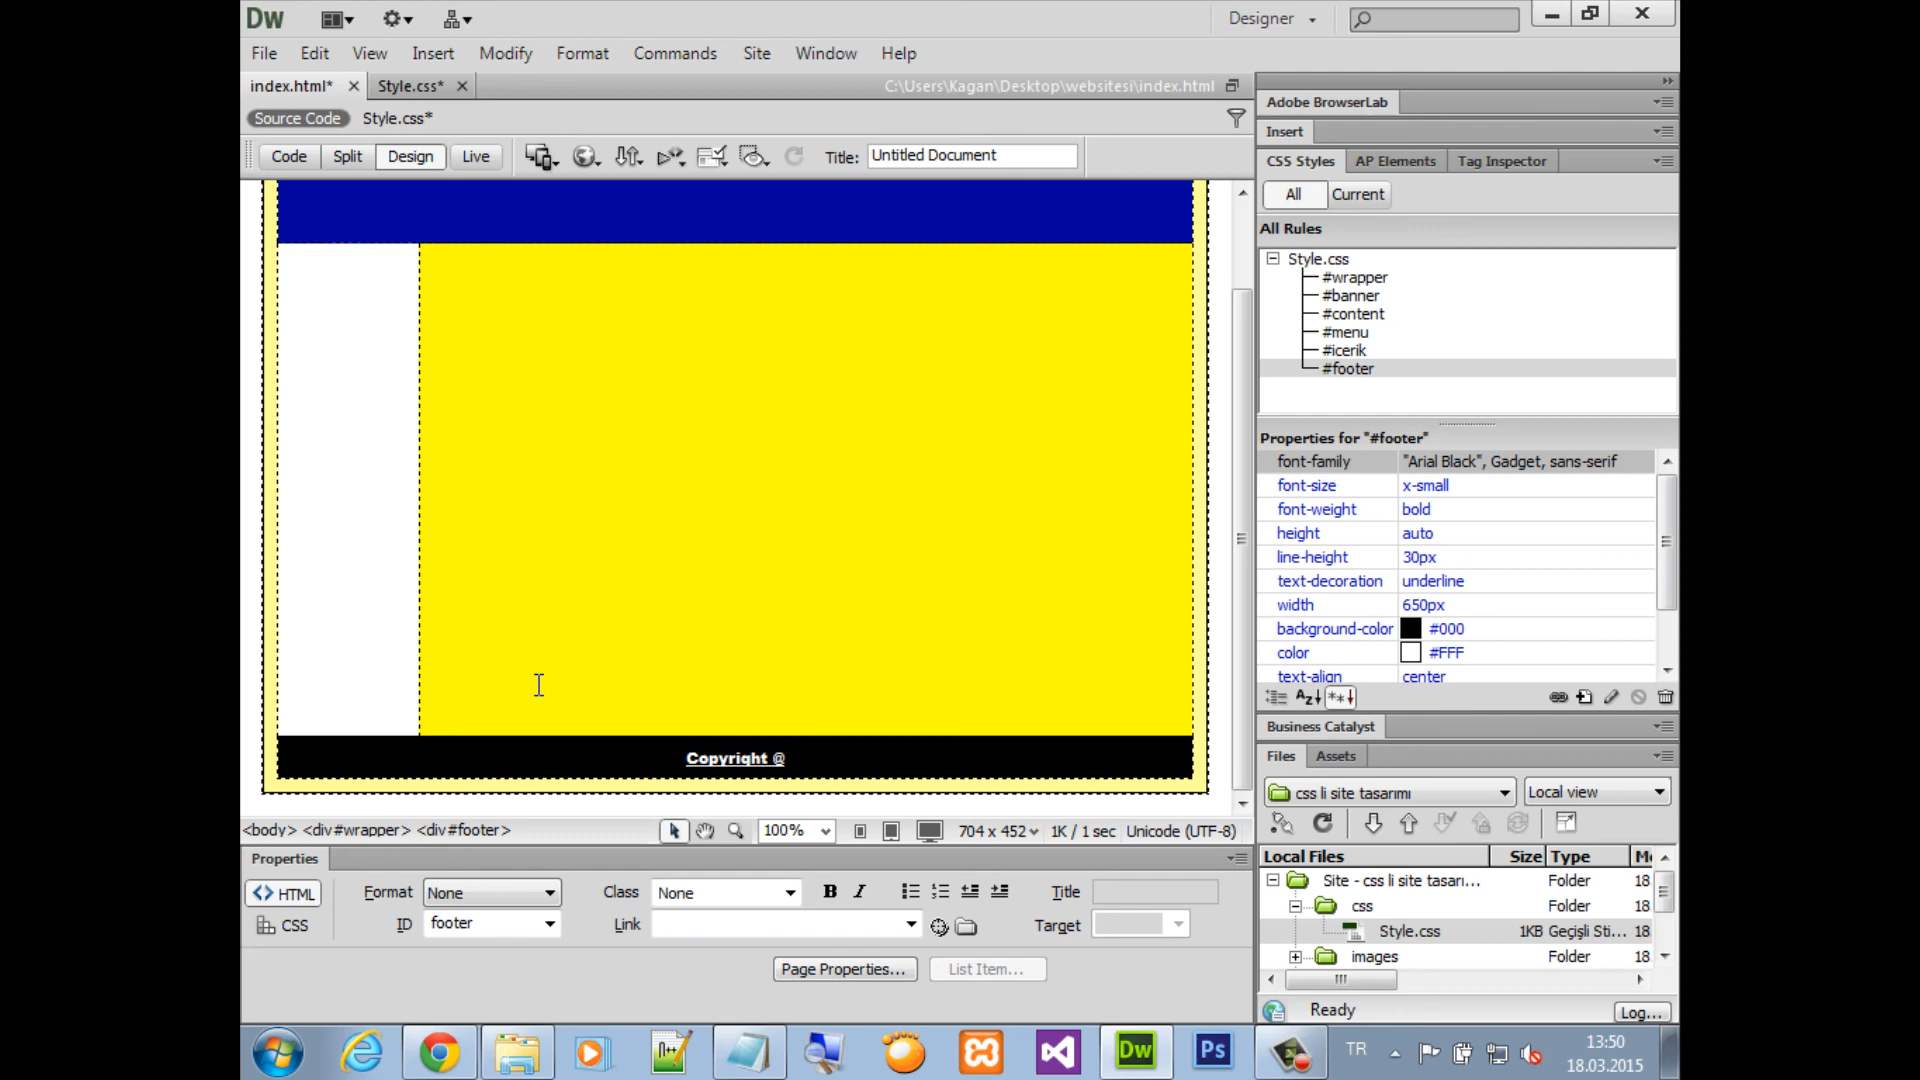 Dw
Designer
File Edit View Insert Modify Format Commands Site Window Help
index.html* Style.css* C:\Users\Kagan\Desktop\websitesi\index.html
Source Code Style.css*
Code Split Design Live Title: Untitled Document
Copyright @
<body> <div#wrapper> <div#footer> 100% 704 x 452 1K / 1 sec Unicode (UTF-8)
Properties
HTML Format None Class None B I Title
CSS ID footer Link Target
Page Properties... List Item...
Adobe BrowserLab
Insert
CSS Styles AP Elements Tag Inspector
All Current
All Rules
Style.css
#wrapper
#banner
#content
#menu
#icerik
#footer
Properties for "#footer"
font-family "Arial Black", Gadget, sans-serif
font-size x-small
font-weight bold
height auto
line-height 30px
text-decoration underline
width 650px
background-color #000
color #FFF
text-align center
Business Catalyst
Files Assets
css li site tasarımı Local view
Local Files Size Type
Site - css li site tasarı... Folder 18
css Folder 18
Style.css 1KB Geçişli Sti... 18
images Folder 18
Ready Log...
n++ Dw Ps TR 13:50
18.03.2015